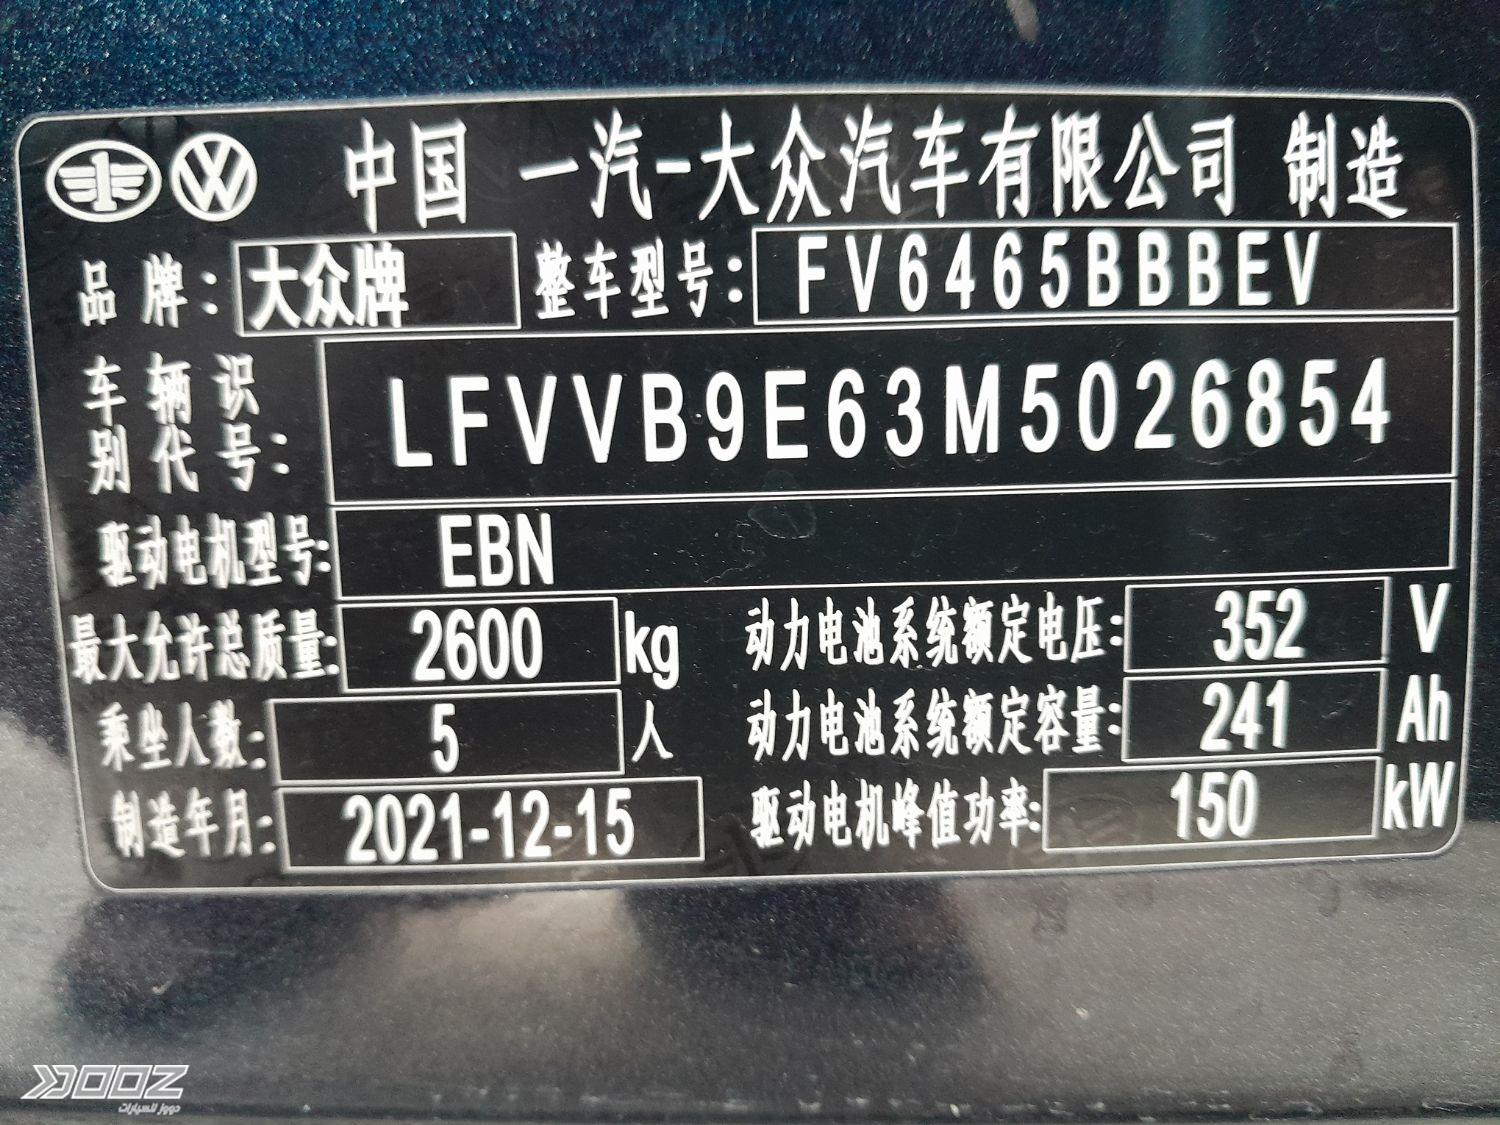 中国 一汽-大众汽车有限公司 制造
品牌: 大众牌 整车型号: FV6465BBBEV
车辆识别代号: LFVVB9E63M5026854
驱动电机型号: EBN
最大允许总质量: 2600 kg 动力电池系统额定电压: 352 V
乘坐人数: 5 人 动力电池系统额定容量: 241 Ah
制造年月: 2021-12-15 驱动电机峰值功率: 150 kW
DOOZ
دووز للسيارات